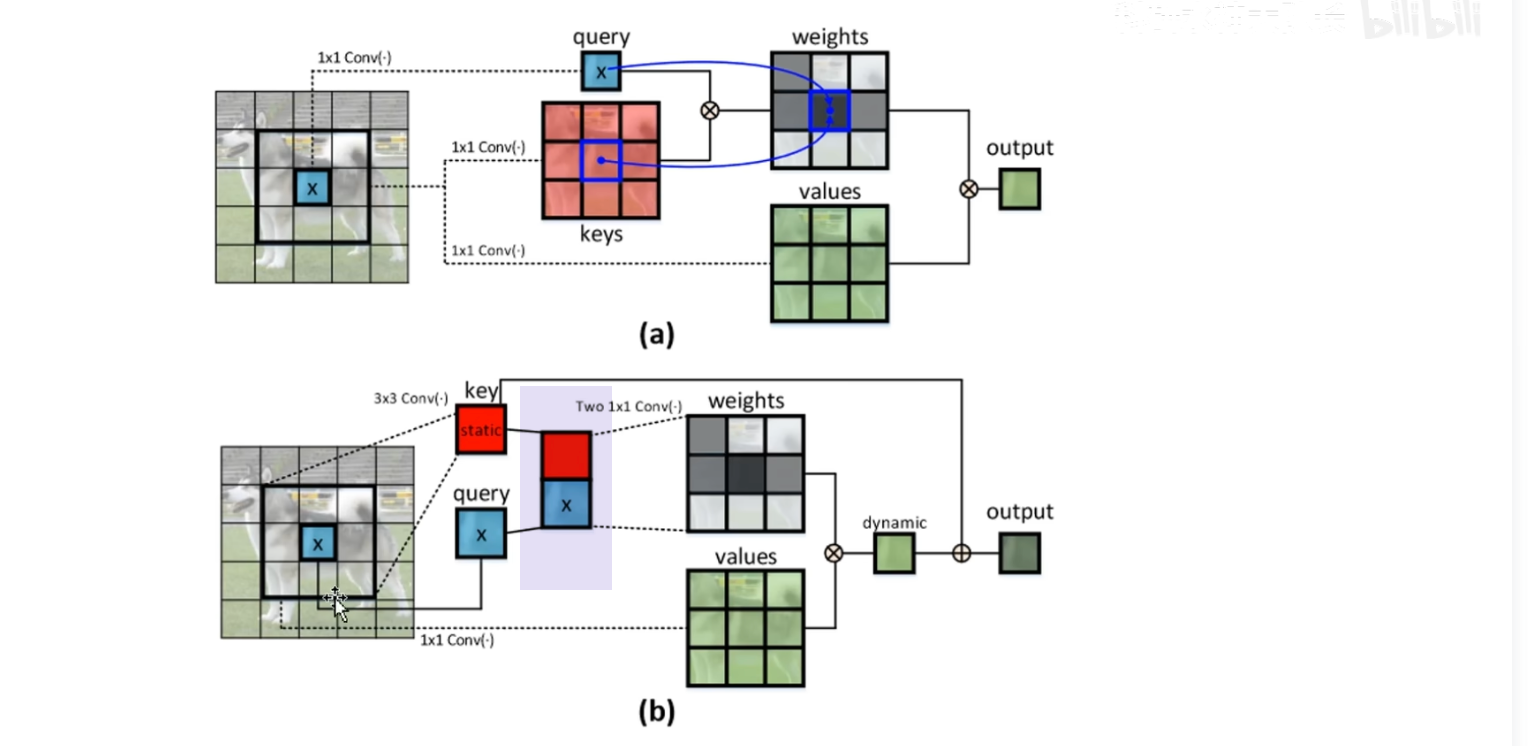 bilibili
query
weights
1x1 Conv(·)
x
x
1x1 Conv(·)
output
values
keys
1x1 Conv(·)
(a)
key
3x3 Conv(·)
Two 1x1 Conv(·)
weights
static
query
x
x
x
dynamic
output
values
1x1 Conv(·)
(b)